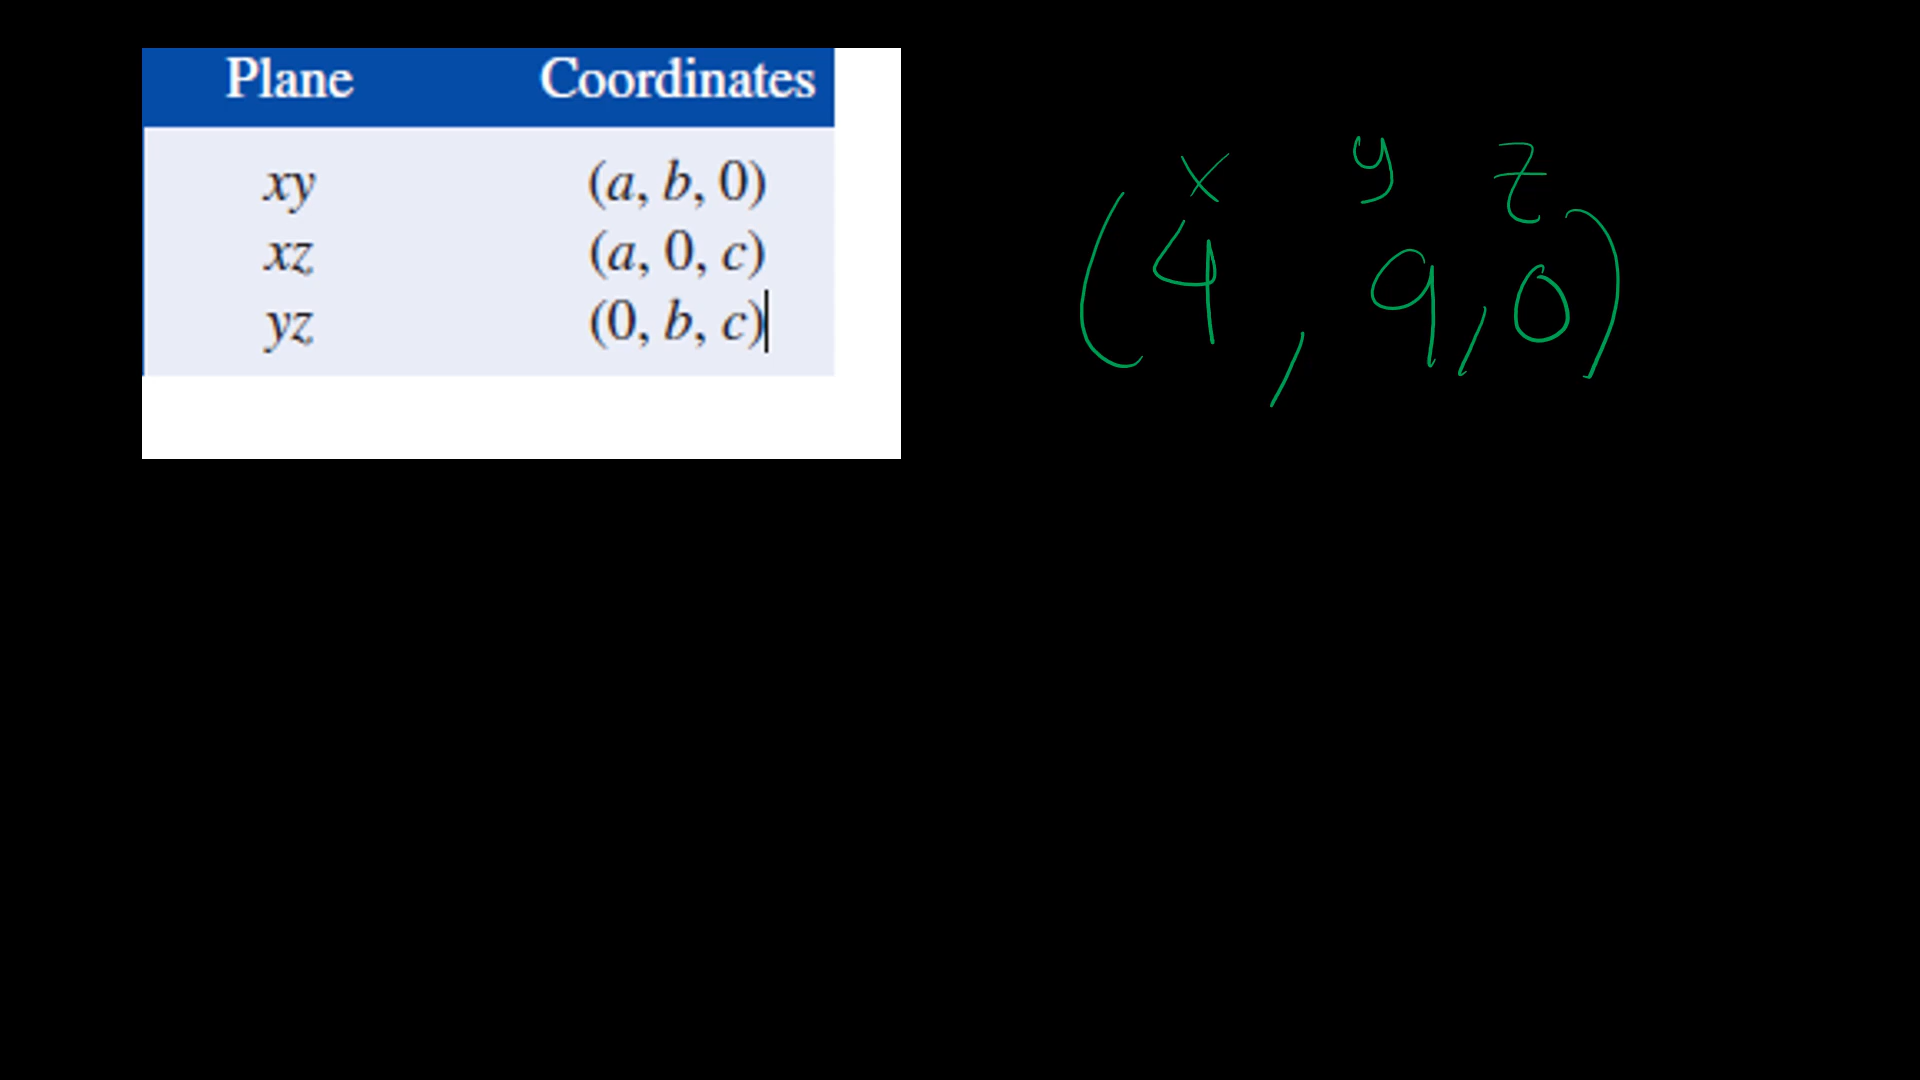 Plane Coordinates
xy (a, b, 0)
xz (a, 0, c)
yz (0, b, c)
x y z
(4, 9, 0)